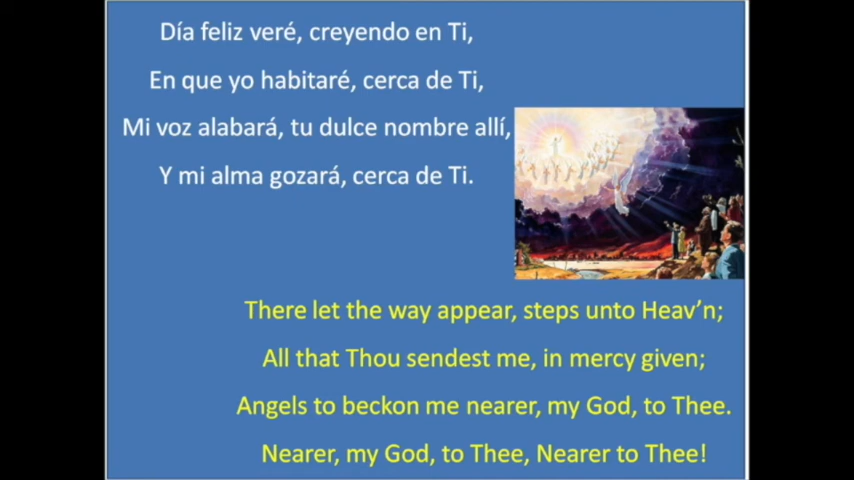 Día feliz veré, creyendo en Ti,
En que yo habitaré, cerca de Ti,
Mi voz alabará, tu dulce nombre allí,
Y mi alma gozará, cerca de Ti.
There let the way appear, steps unto Heav’n;
All that Thou sendest me, in mercy given;
Angels to beckon me nearer, my God, to Thee.
Nearer, my God, to Thee, Nearer to Thee!